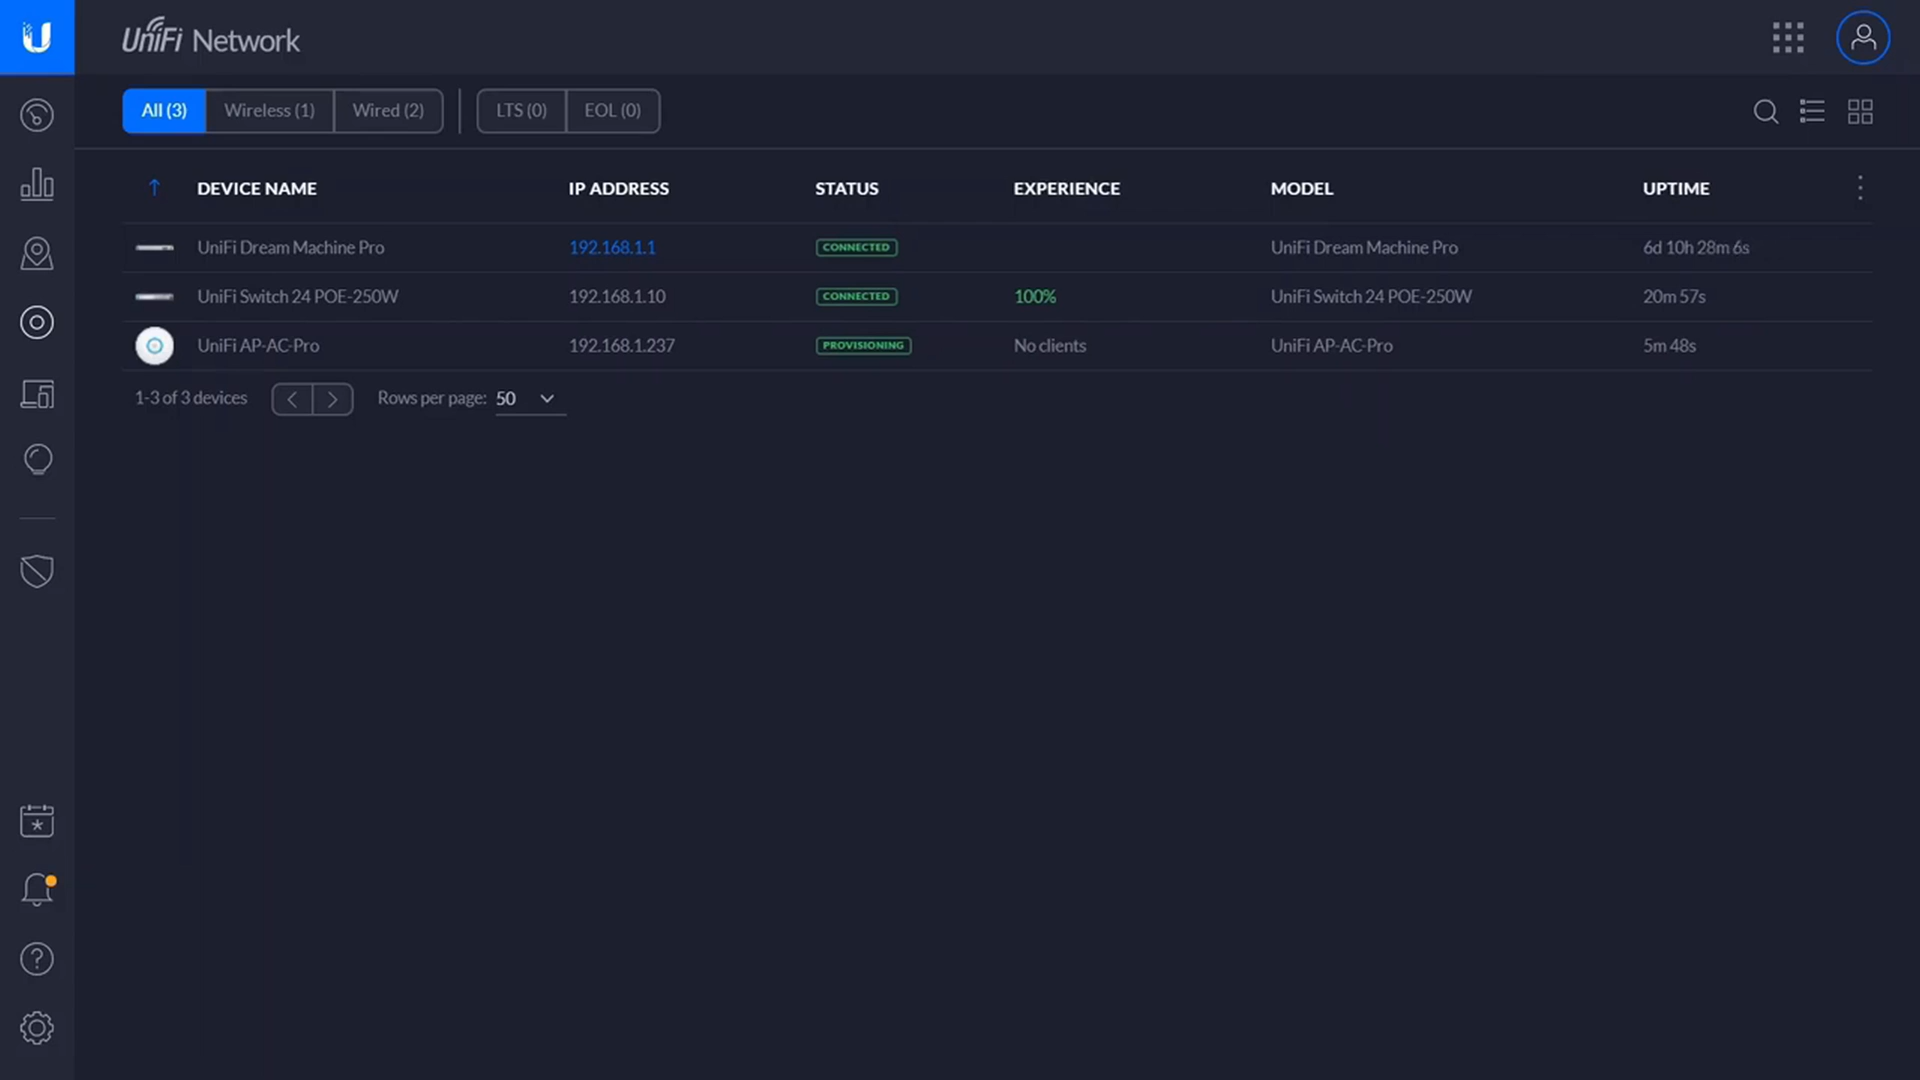 UniFi Network
All (3) Wireless (1) Wired (2) LTS (0) EOL (0)
DEVICE NAME IP ADDRESS STATUS EXPERIENCE MODEL UPTIME
UniFi Dream Machine Pro 192.168.1.1 CONNECTED UniFi Dream Machine Pro 6d 10h 28m 6s
UniFi Switch 24 POE-250W 192.168.1.10 CONNECTED 100% UniFi Switch 24 POE-250W 20m 57s
UniFi AP-AC-Pro 192.168.1.237 PROVISIONING No clients UniFi AP-AC-Pro 5m 48s
1-3 of 3 devices Rows per page: 50